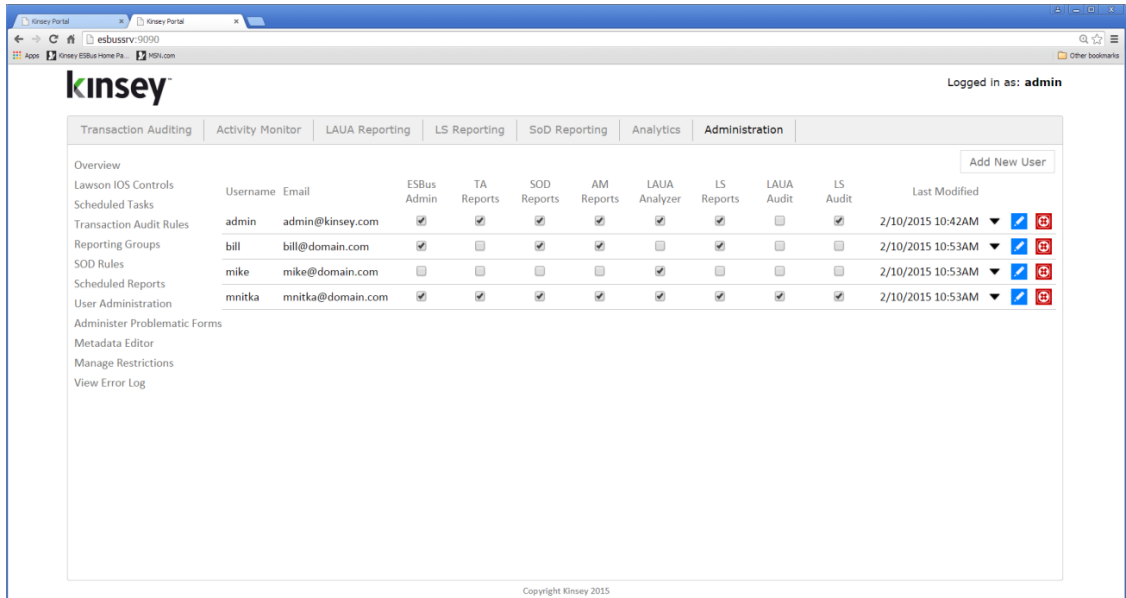 Kinsey Portal
Kinsey Portal
esbussrv:9090
Apps Kinsey ESBus Home Pa... MSN.com Other bookmarks
kinsey™
Logged in as: admin
Transaction Auditing Activity Monitor LAUA Reporting LS Reporting SoD Reporting Analytics Administration
Add New User
Overview
Lawson IOS Controls
Scheduled Tasks
Transaction Audit Rules
Reporting Groups
SOD Rules
Scheduled Reports
User Administration
Administer Problematic Forms
Metadata Editor
Manage Restrictions
View Error Log
Username Email ESBus Admin TA Reports SOD Reports AM Reports LAUA Analyzer LS Reports LAUA Audit LS Audit Last Modified
admin admin@kinsey.com 2/10/2015 10:42AM
bill bill@domain.com 2/10/2015 10:53AM
mike mike@domain.com 2/10/2015 10:53AM
mnitka mnitka@domain.com 2/10/2015 10:53AM
Copyright Kinsey 2015